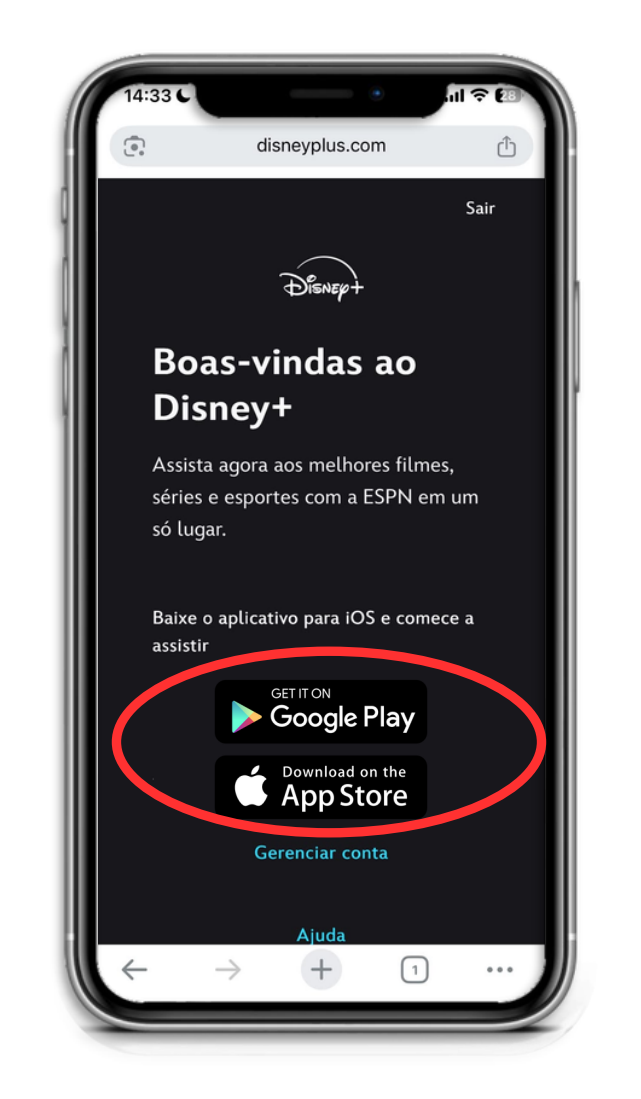 14:33
28
disneyplus.com
Sair
Disney+
Boas-vindas ao
Disney+
Assista agora aos melhores filmes,
séries e esportes com a ESPN em um
só lugar.
Baixe o aplicativo para iOS e comece a
assistir
GET IT ON
Google Play
Download on the
App Store
Gerenciar conta
Ajuda
1